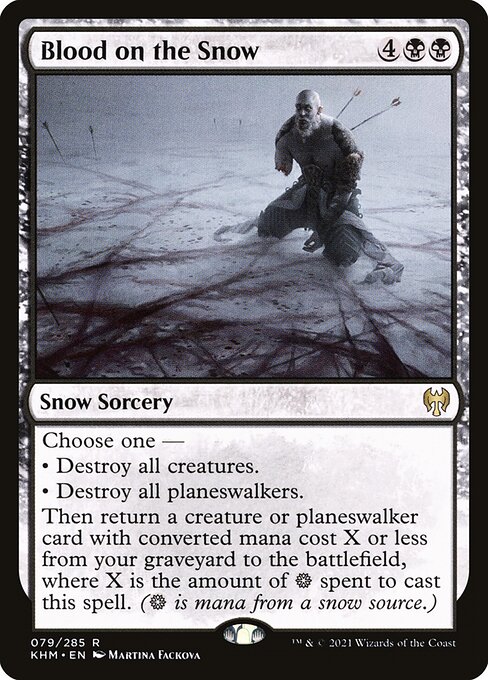 Blood on the Snow 4
Snow Sorcery
Choose one —
• Destroy all creatures.
• Destroy all planeswalkers.
Then return a creature or planeswalker
card with converted mana cost X or less
from your graveyard to the battlefield,
where X is the amount of spent to cast
this spell. ( is mana from a snow source.)
079/285 R
KHM • EN Martina Fackova
™ & © 2021 Wizards of the Coast